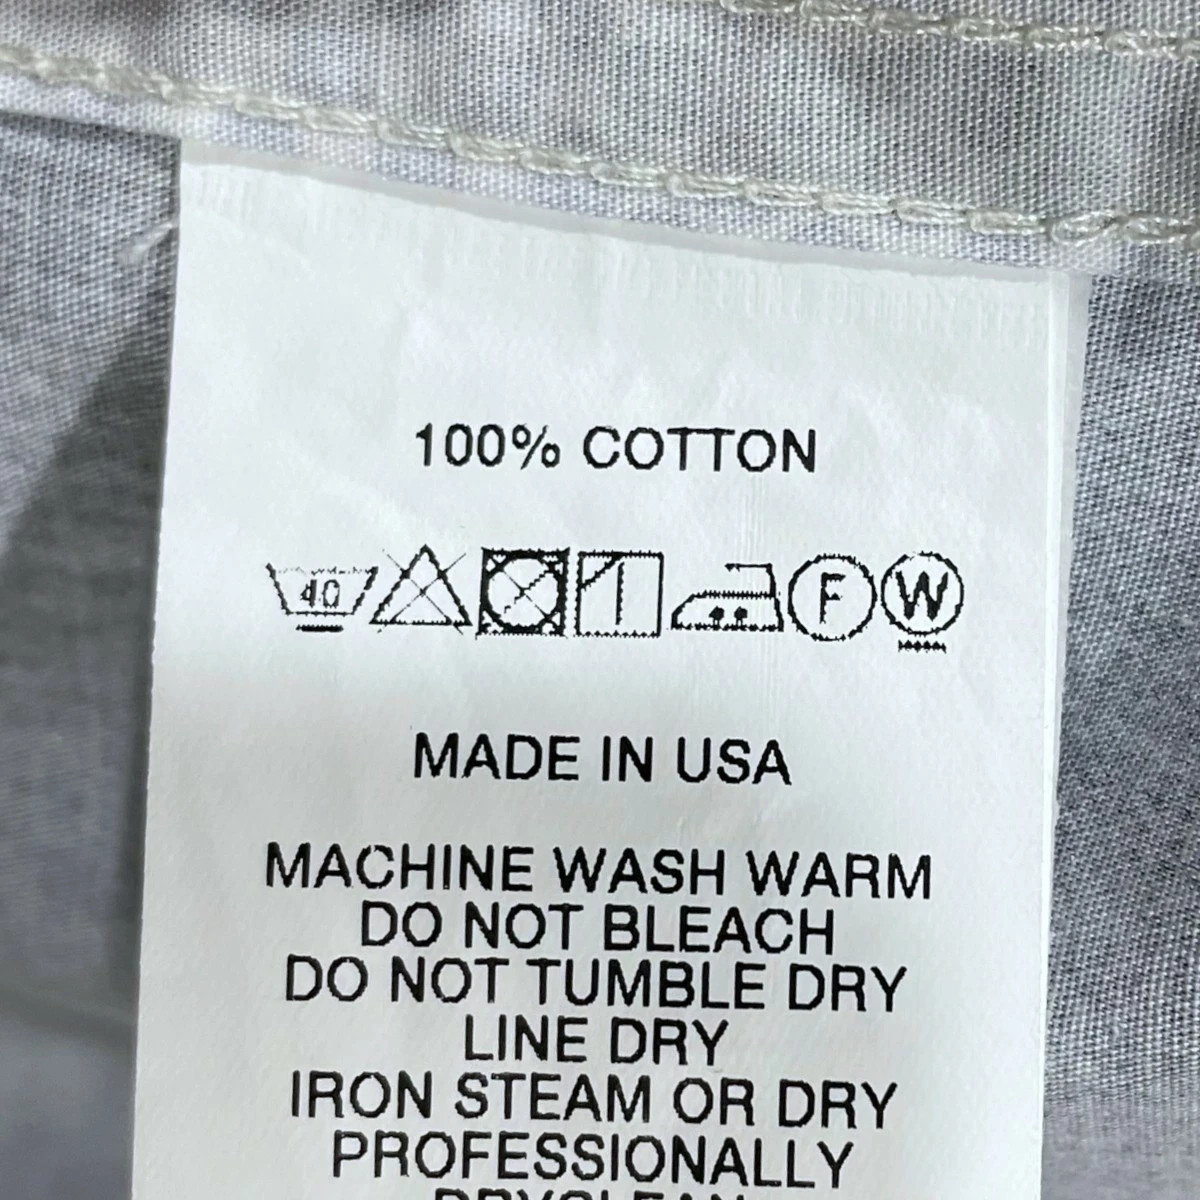 100% COTTON
40 F W
MADE IN USA
MACHINE WASH WARM
DO NOT BLEACH
DO NOT TUMBLE DRY
LINE DRY
IRON STEAM OR DRY
PROFESSIONALLY